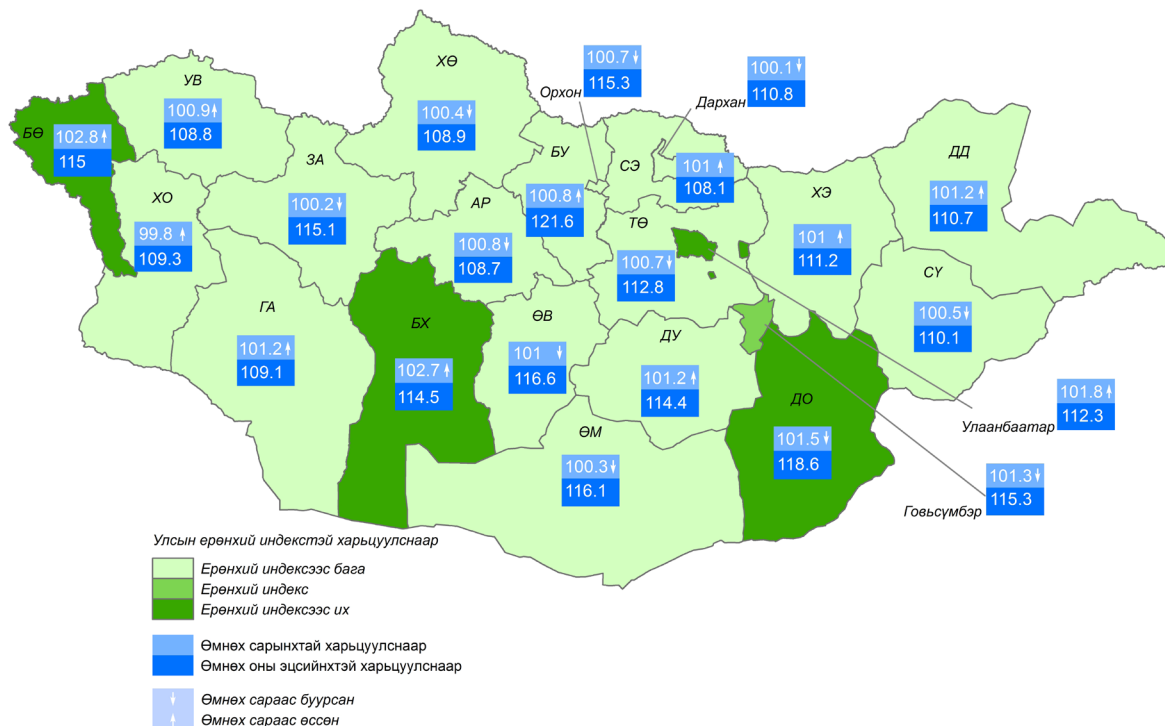 ХӨ
100.4↓
108.9
Орхон
100.7↓
115.3
Дархан
100.1↓
110.8
УВ
100.9↑
108.8
БӨ
102.8↑
115
ХО
99.8 ↑
109.3
ЗА
100.2↓
115.1
АР
100.8↓
108.7
БУ
100.8↑
121.6
СЭ
101 ↑
108.1
ТӨ
100.7↓
112.8
ХЭ
101 ↑
111.2
ДД
101.2↑
110.7
СҮ
100.5↓
110.1
ГА
101.2↑
109.1
БХ
102.7↑
114.5
ӨВ
101 ↓
116.6
ДУ
101.2↑
114.4
ДО
101.5↓
118.6
ӨМ
100.3↓
116.1
Улаанбаатар
101.8↑
112.3
Говьсүмбэр
101.3↓
115.3
Улсын ерөнхий индекстэй харьцуулснаар
Ерөнхий индексээс бага
Ерөнхий индекс
Ерөнхий индексээс их
Өмнөх сарынхтай харьцуулснаар
Өмнөх оны эцсийнхтэй харьцуулснаар
↓ Өмнөх сараас буурсан
↑ Өмнөх сараас өссөн